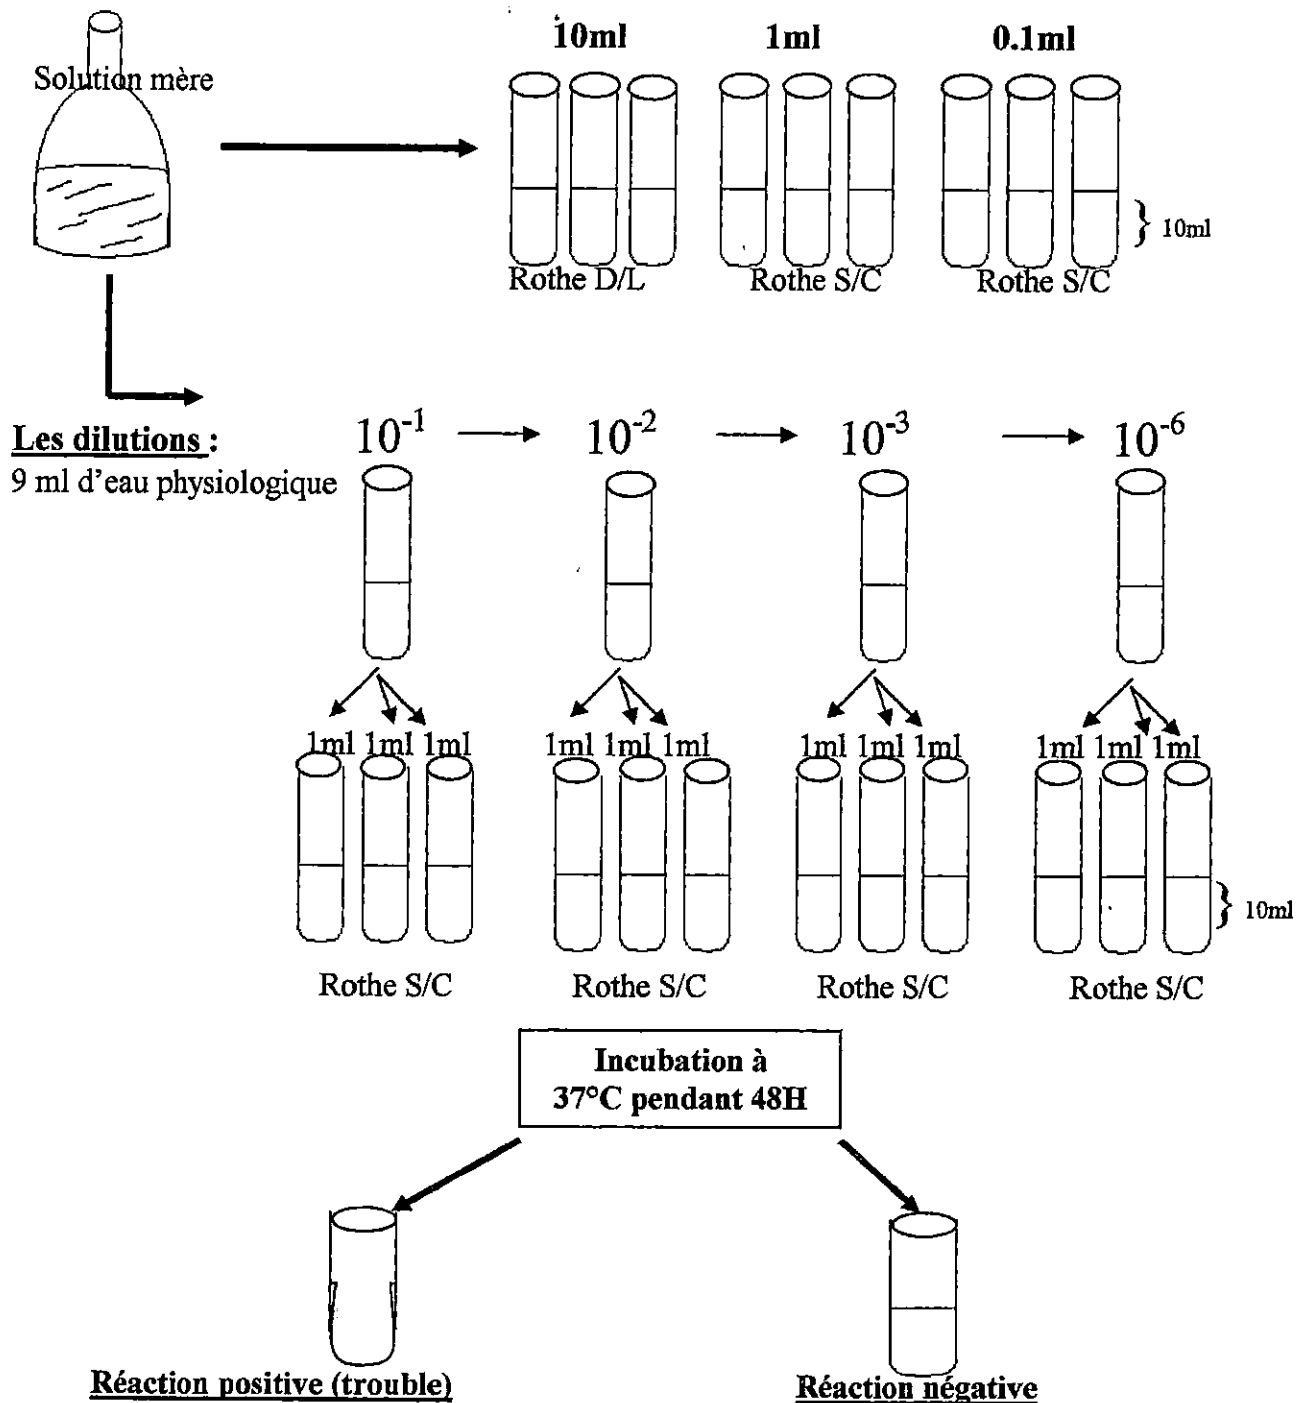 10ml 1ml 0.1ml
Solution mère
10ml
Rothe D/L Rothe S/C Rothe S/C
Les dilutions :
9 ml d'eau physiologique
10⁻¹ 10⁻² 10⁻³ 10⁻⁶
1ml 1ml 1ml 1ml 1ml 1ml 1ml 1ml 1ml 1ml 1ml 1ml
10ml
Rothe S/C Rothe S/C Rothe S/C Rothe S/C
Incubation à
37°C pendant 48H
Réaction positive (trouble) Réaction négative